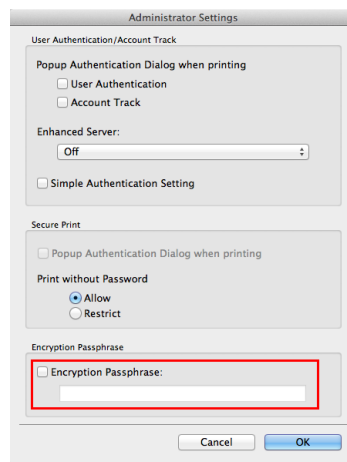 Administrator Settings
User Authentication/Account Track
Popup Authentication Dialog when printing
User Authentication
Account Track
Enhanced Server:
Off
Simple Authentication Setting
Secure Print
Popup Authentication Dialog when printing
Print without Password
Allow
Restrict
Encryption Passphrase
Encryption Passphrase:
Cancel OK